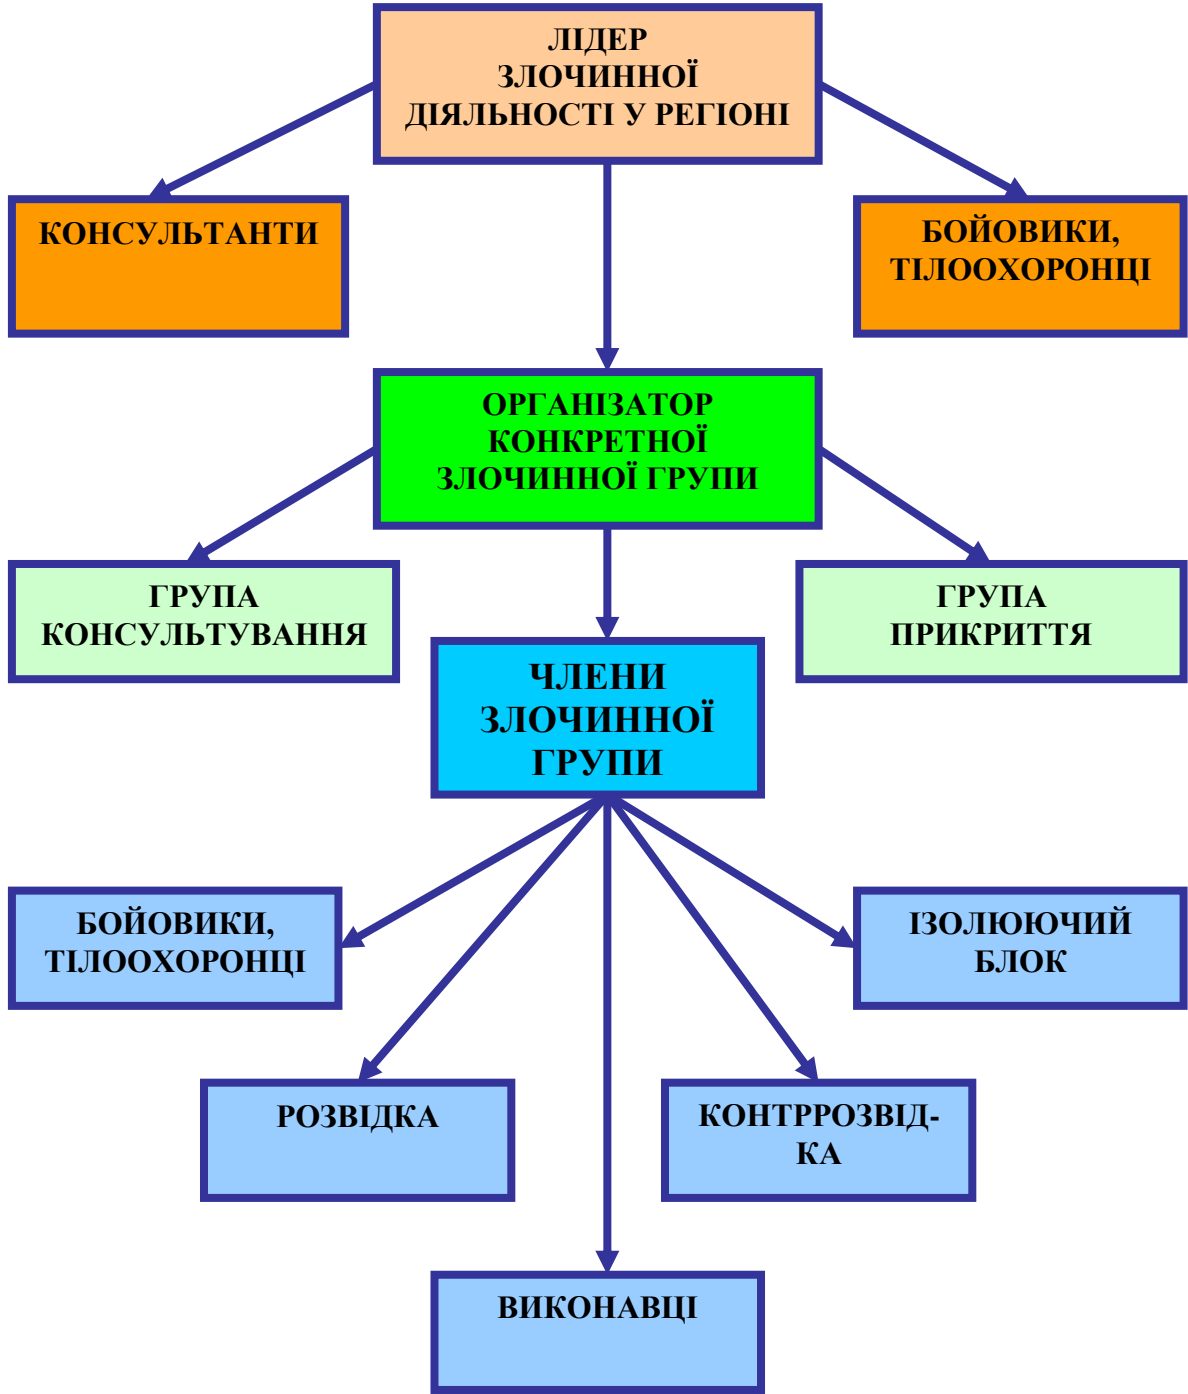 ЛІДЕР
ЗЛОЧИННОЇ
ДІЯЛЬНОСТІ У РЕГІОНІ
КОНСУЛЬТАНТИ
БОЙОВИКИ,
ТІЛООХОРОНЦІ
ОРГАНІЗАТОР
КОНКРЕТНОЇ
ЗЛОЧИННОЇ ГРУПИ
ГРУПА
КОНСУЛЬТУВАННЯ
ГРУПА
ПРИКРИТТЯ
ЧЛЕНИ
ЗЛОЧИННОЇ
ГРУПИ
БОЙОВИКИ,
ТІЛООХОРОНЦІ
ІЗОЛЮЮЧИЙ
БЛОК
РОЗВІДКА
КОНТРРОЗВІД-
КА
ВИКОНАВЦІ